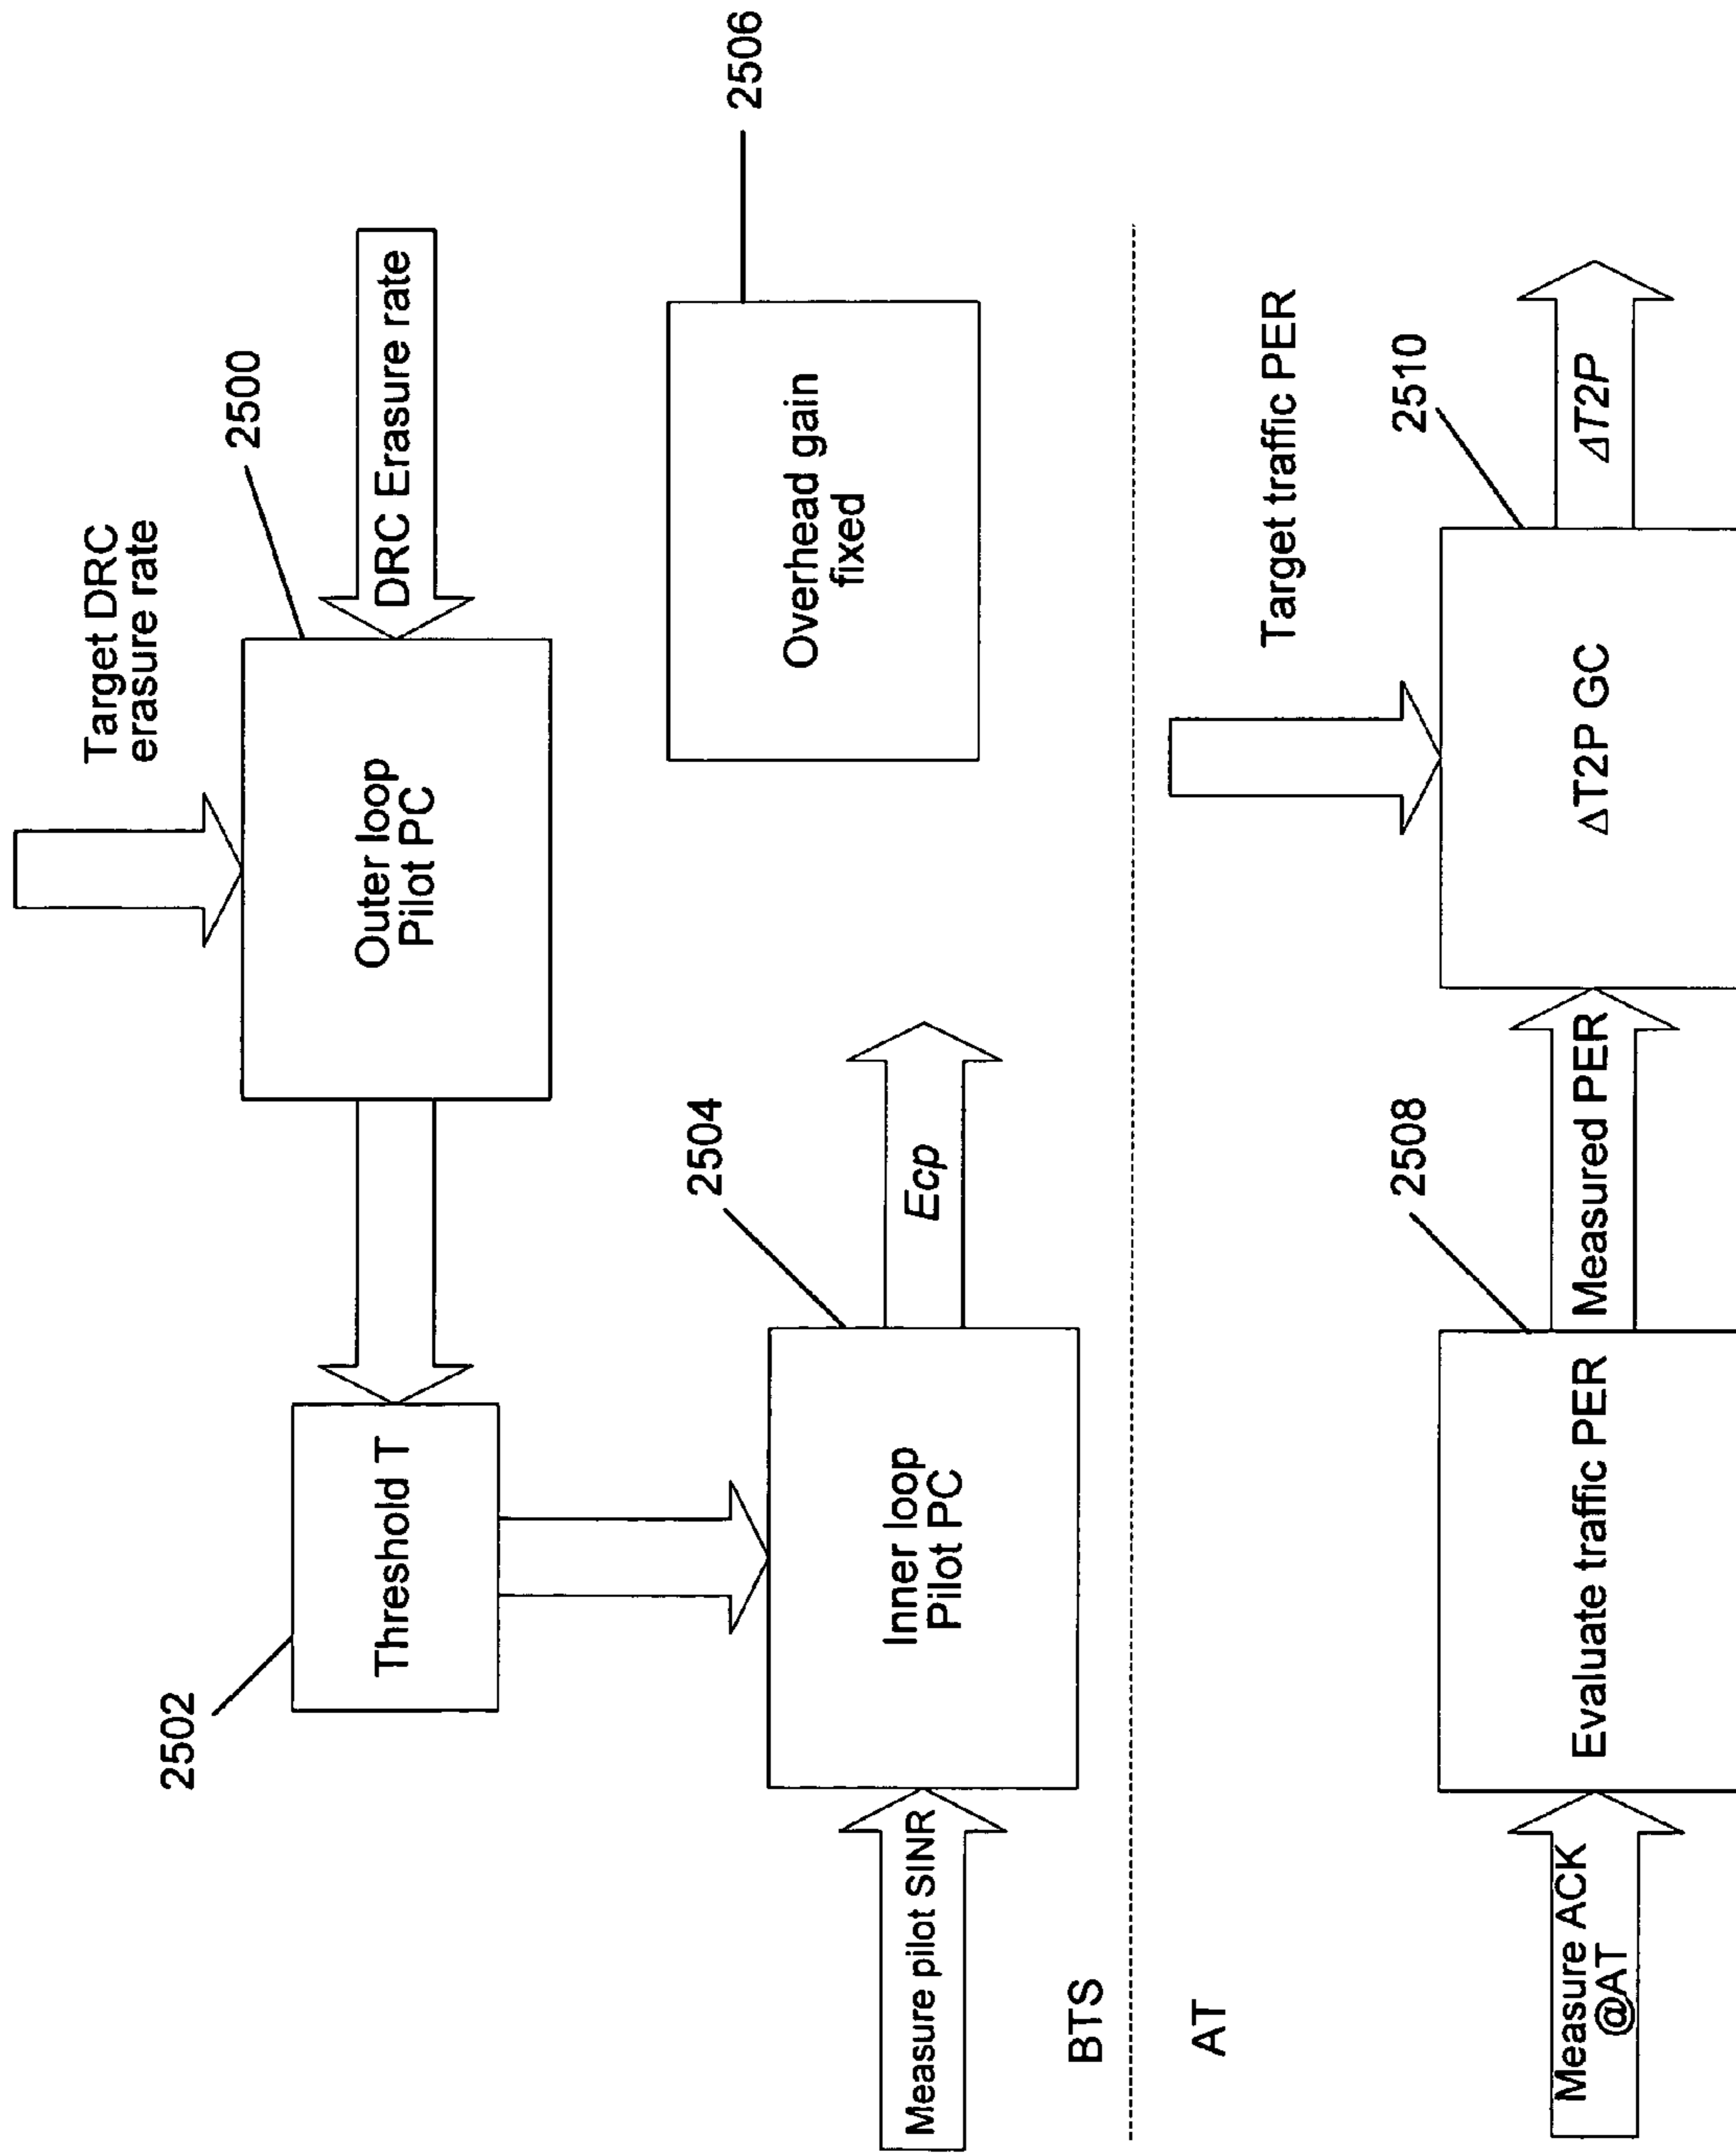 Target DRC
erasure rate
2500
DRC Erasure rate
Outer loop
Pilot PC
2502
Threshold T
2506
Overhead gain
fixed
2504
Measure pilot SINR
Inner loop
Pilot PC
Ecp
BTS
AT
Target traffic PER
2508
2510
Measure ACK
@AT
Evaluate traffic PER
Measured PER
ΔT2P GC
ΔT2P